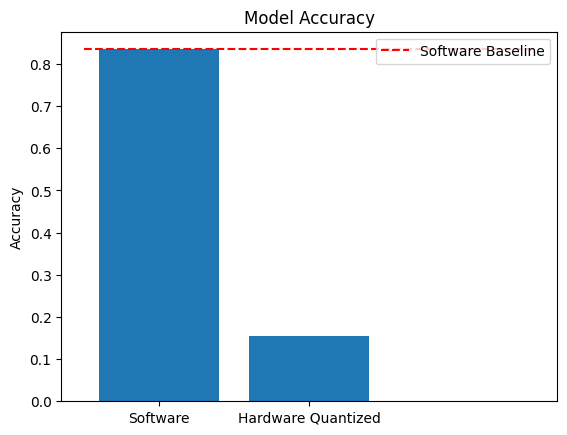 Model Accuracy
Software Baseline
0.8
0.7
0.6
0.5
0.4
0.3
0.2
0.1
0.0
Accuracy
Software
Hardware Quantized